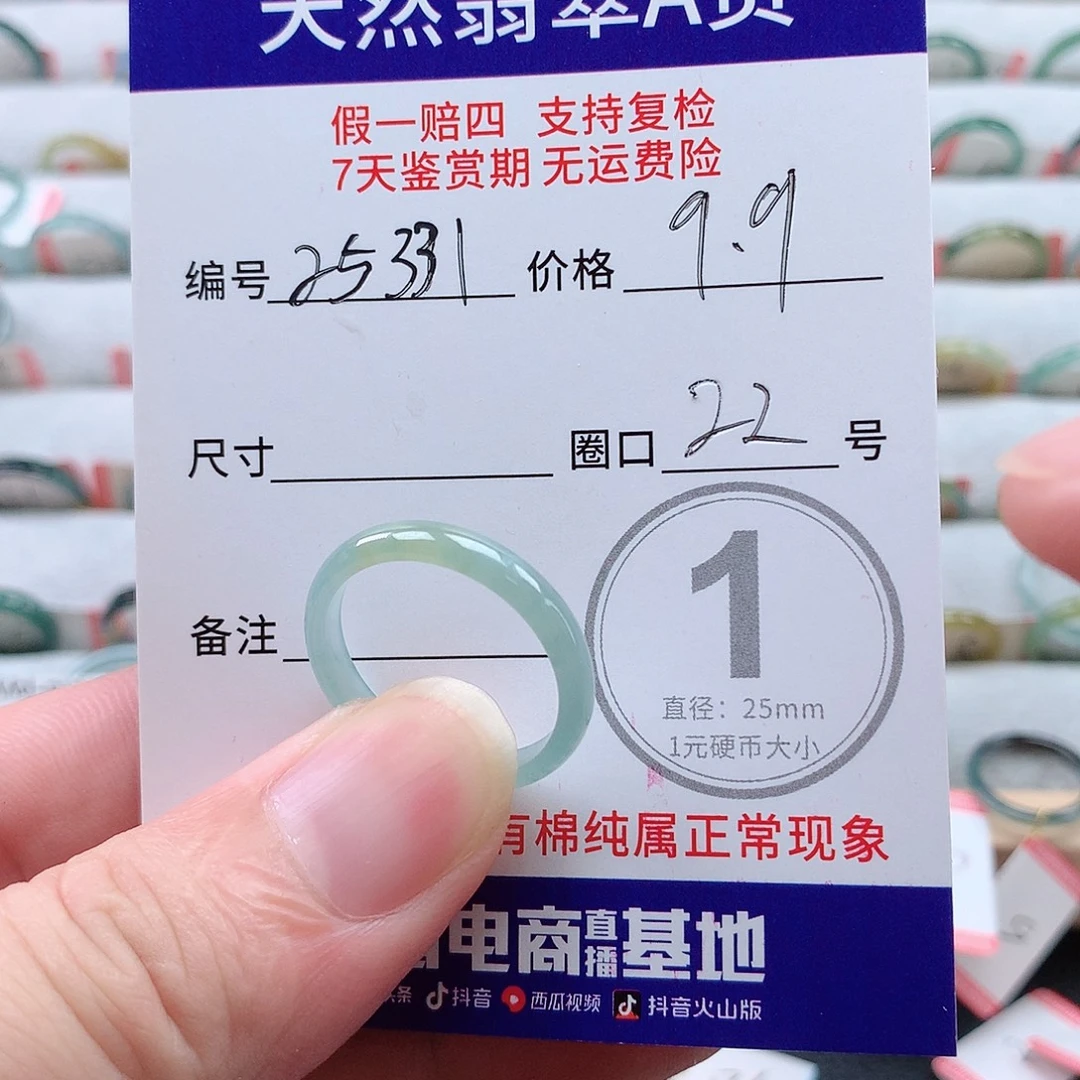 天然翡翠A货
假一赔四 支持复检
7天鉴赏期 无运费险
编号 25331 价格 9.9
尺寸 圈口 22 号
备注
1
直径：25mm
1元硬币大小
有棉纯属正常现象
电商直播基地
头条 抖音 西瓜视频 抖音火山版